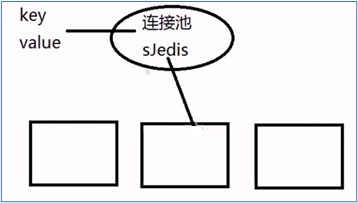 key
value
连接池
sJedis